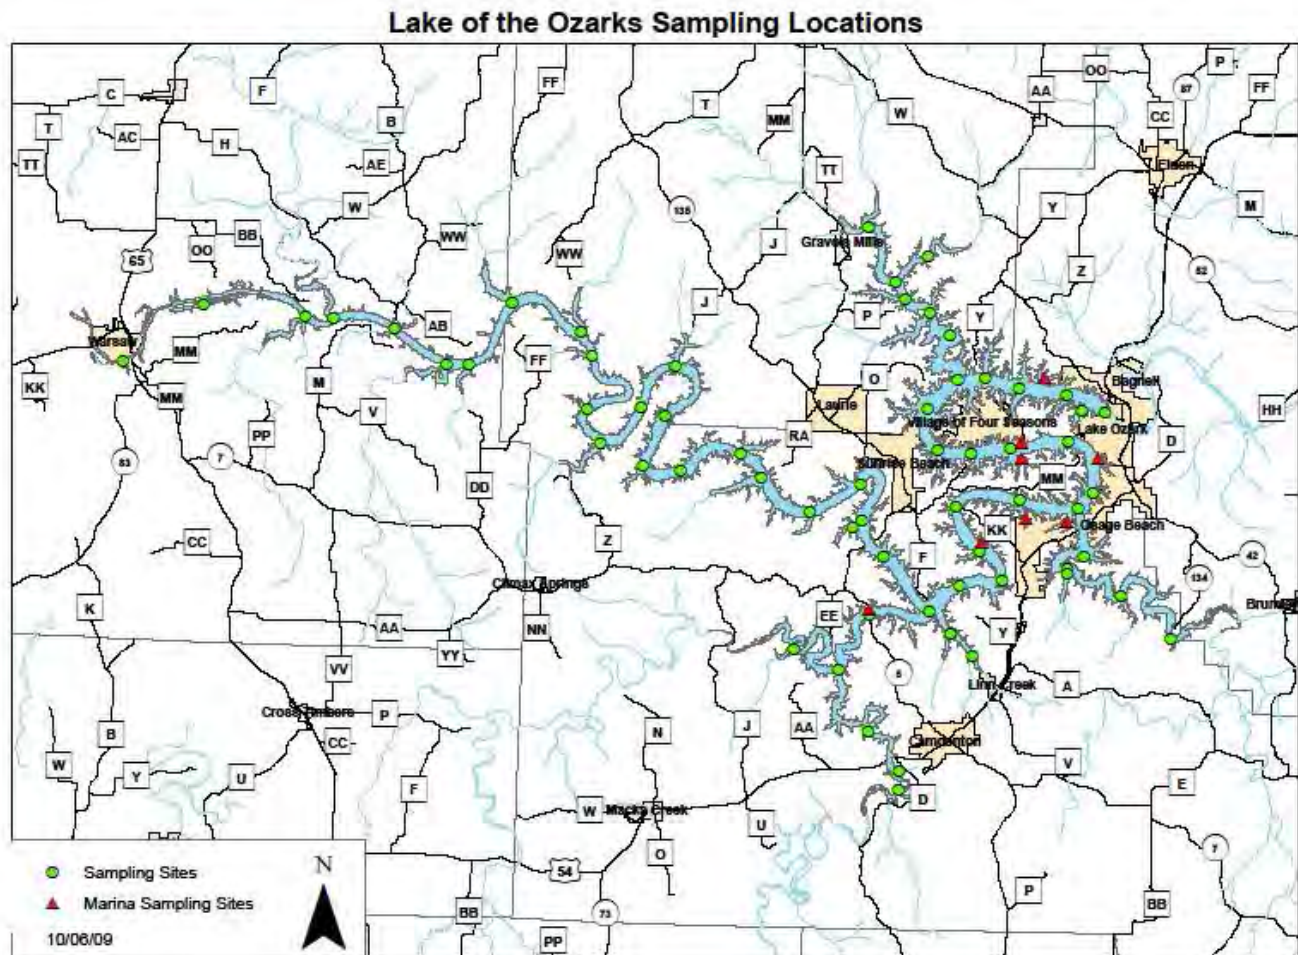 Lake of the Ozarks Sampling Locations
C
F
FF
T
MM
W
AA
OO
P
87
FF
CC
T
AC
B
H
TT
AE
TT
Eldon
W
135
Y
M
WW
J
Gravois Mills
OO
BB
65
WW
Z
52
J
P
Y
AB
Warsaw
MM
FF
KK
MM
M
O
Bagnell
V
Laurie
HH
Village of Four Seasons
Lake Ozark
PP
RA
D
83
7
Sunrise Beach
MM
DD
KK
Osage Beach
CC
Z
F
42
134
Climax Springs
K
EE
AA
NN
Y
YY
VV
5
Linn Creek
A
Cross Timbers
P
B
CC
N
J
AA
Camdenton
W
Y
U
V
F
E
D
W
Macks Creek
U
O
7
54
P
BB
BB
73
PP
N
Sampling Sites
Marina Sampling Sites
10/06/09